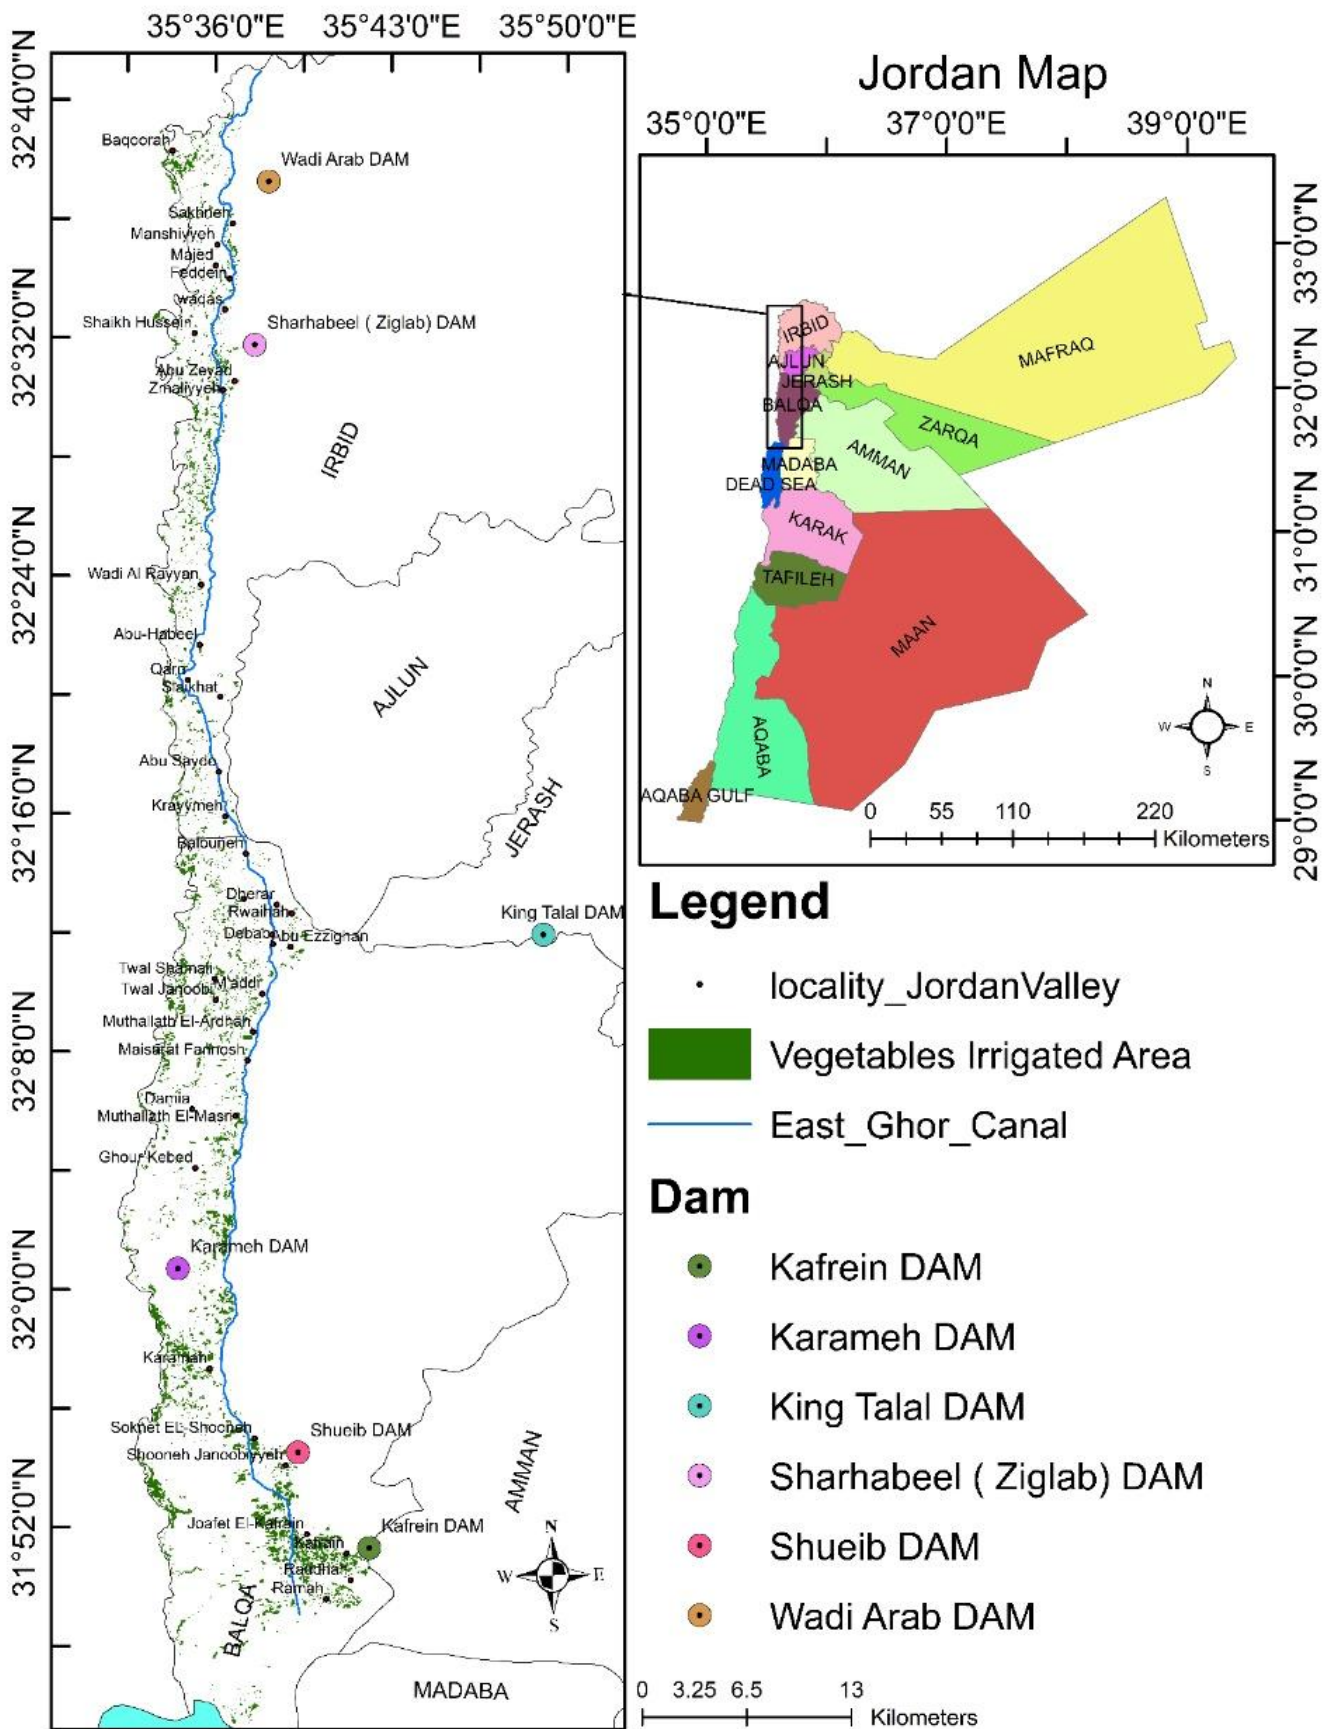 35°36'0"E
35°43'0"E
35°50'0"E
32°40'0"N
32°32'0"N
32°24'0"N
32°16'0"N
32°8'0"N
32°0'0"N
31°52'0"N
Baqoorah
Wadi Arab DAM
Sakhneh
Manshiyyeh
Majed
Feddein
waqas
Shaikh Hussein
Sharhabeel ( Ziglab) DAM
Abu Zeyad
Zmaliyyeh
IRBID
Wadi Al Rayyan
Abu-Habeel
Qarn
Slaikhat
AJLUN
Abu Saydo
Krayymeh
JERASH
Balouneh
Dherar
Rwaihah
King Talal DAM
Debab
Abu Ezzighan
Twal Shamali
M'addi
Twal Janoobi
Muthallath El-Ardhah
Maisarat Fannosh
Damia
Muthallath El-Masri
Ghour Kebed
Karameh DAM
Karamah
Soknet EL-Shooneh
Shueib DAM
Shooneh Janoobiyyeh
AMMAN
Joafet El-Kafrain
Kafrein DAM
Kafrain
Raudha
Ramah
BALQA
N
W
E
S
MADABA
Jordan Map
35°0'0"E
37°0'0"E
39°0'0"E
33°0'0"N
32°0'0"N
31°0'0"N
30°0'0"N
29°0'0"N
IRBID
AJLUN
JERASH
BALQA
MAFRAQ
ZARQA
AMMAN
MADABA
DEAD SEA
KARAK
TAFILEH
MAAN
AQABA
AQABA GULF
N
W
E
S
0 55 110 220
Kilometers
Legend
locality_JordanValley
Vegetables Irrigated Area
East_Ghor_Canal
Dam
Kafrein DAM
Karameh DAM
King Talal DAM
Sharhabeel ( Ziglab) DAM
Shueib DAM
Wadi Arab DAM
0 3.25 6.5 13
Kilometers